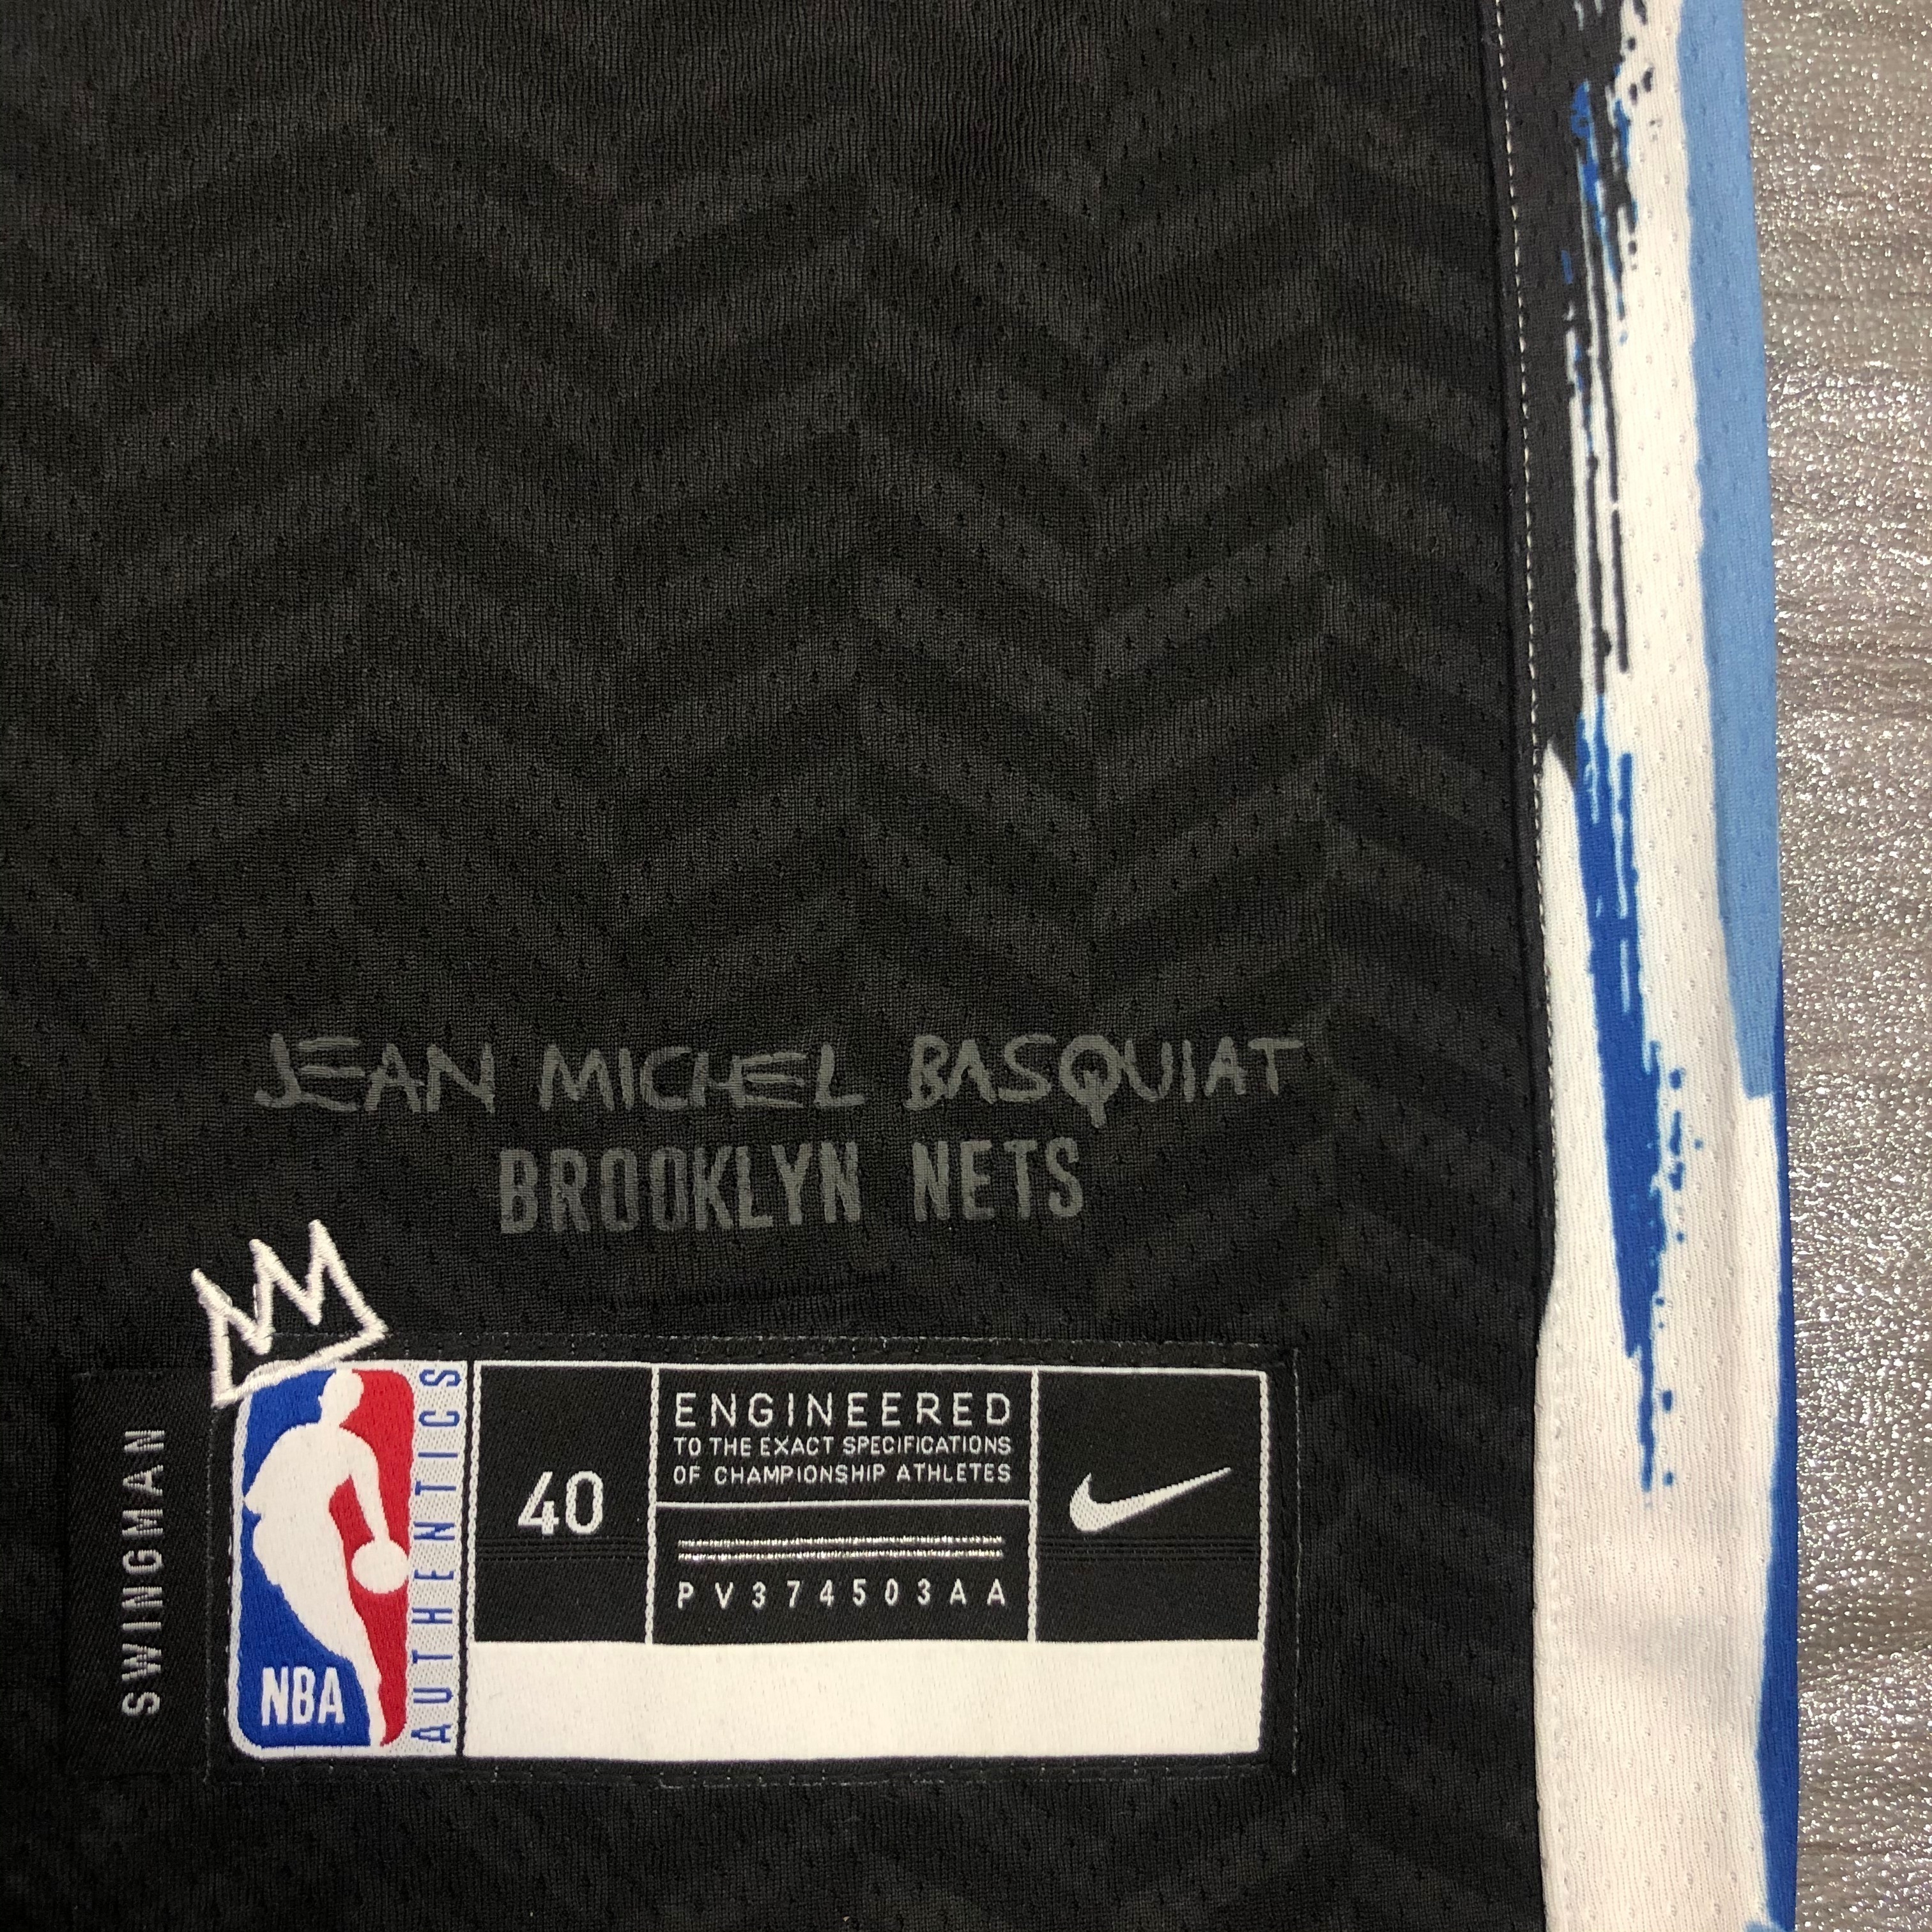 JEAN MICHEL BASQUIAT
BROOKLYN NETS
SWINGMAN
NBA
AUTHENTICS
40
ENGINEERED
TO THE EXACT SPECIFICATIONS
OF CHAMPIONSHIP ATHLETES
PV374503AA